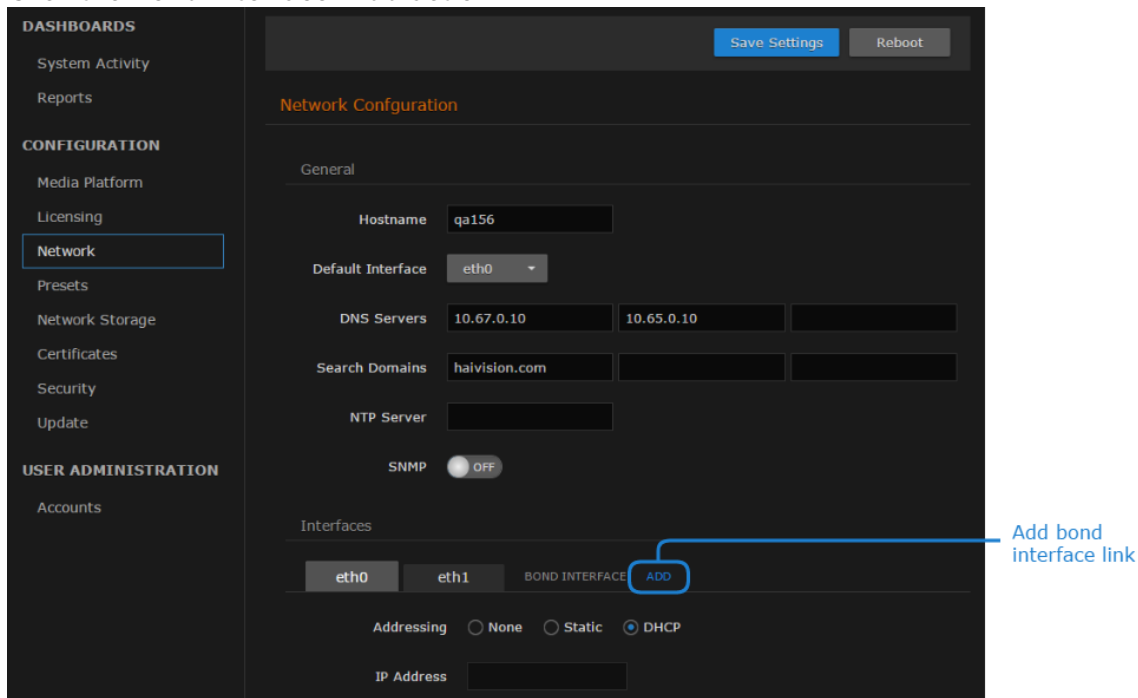 DASHBOARDS
System Activity
Reports
CONFIGURATION
Media Platform
Licensing
Network
Presets
Network Storage
Certificates
Security
Update
USER ADMINISTRATION
Accounts
Save Settings Reboot
Network Confguration
General
Hostname qa156
Default Interface eth0
DNS Servers 10.67.0.10 10.65.0.10
Search Domains haivision.com
NTP Server
SNMP OFF
Interfaces
eth0 eth1 BOND INTERFACE ADD
Addressing None Static DHCP
IP Address
Add bond
interface link